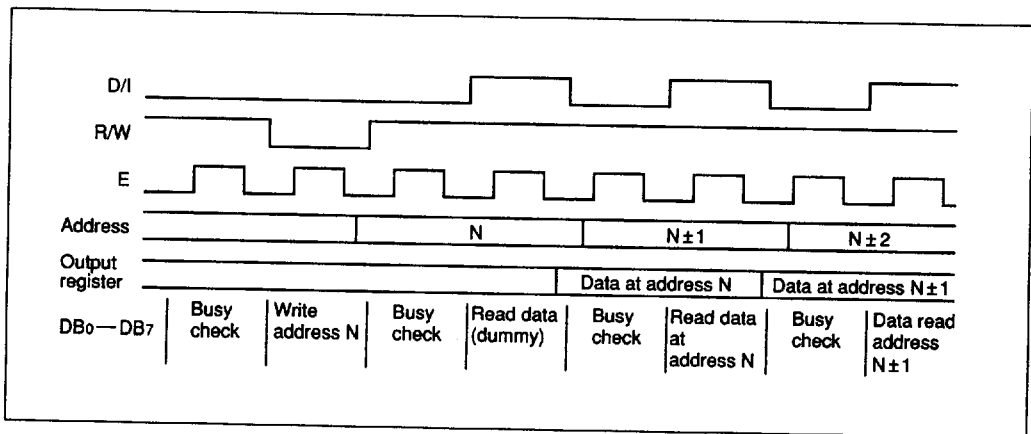 D/I
R/W
E
Address
N
N±1
N±2
Output
register
Data at address N
Data at address N±1
DB0—DB7
Busy
check
Write
address N
Busy
check
Read data
(dummy)
Busy
check
Read data
at
address N
Busy
check
Data read
address
N±1